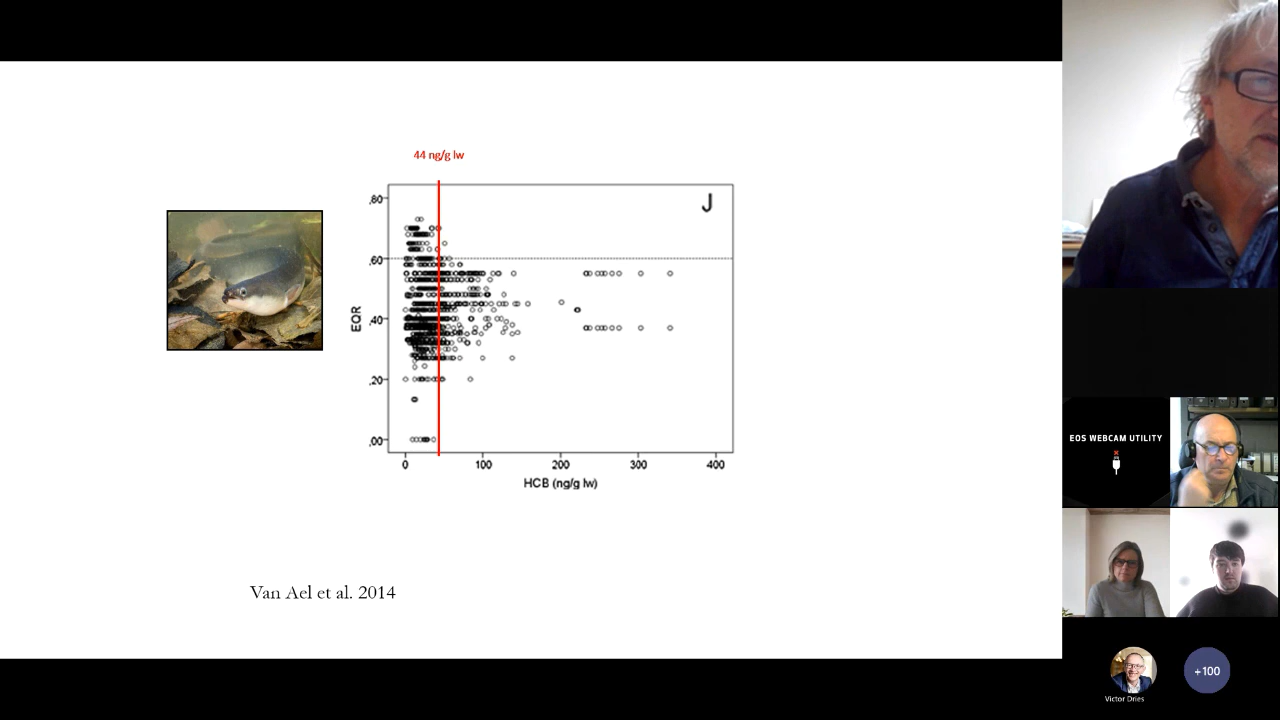 44 ng/g lw
J
.80
.60
EQR
.40
.20
.00
0 100 200 300 400
HCB (ng/g lw)
Van Ael et al. 2014
EOS WEBCAM UTILITY
Victor Dries
+100